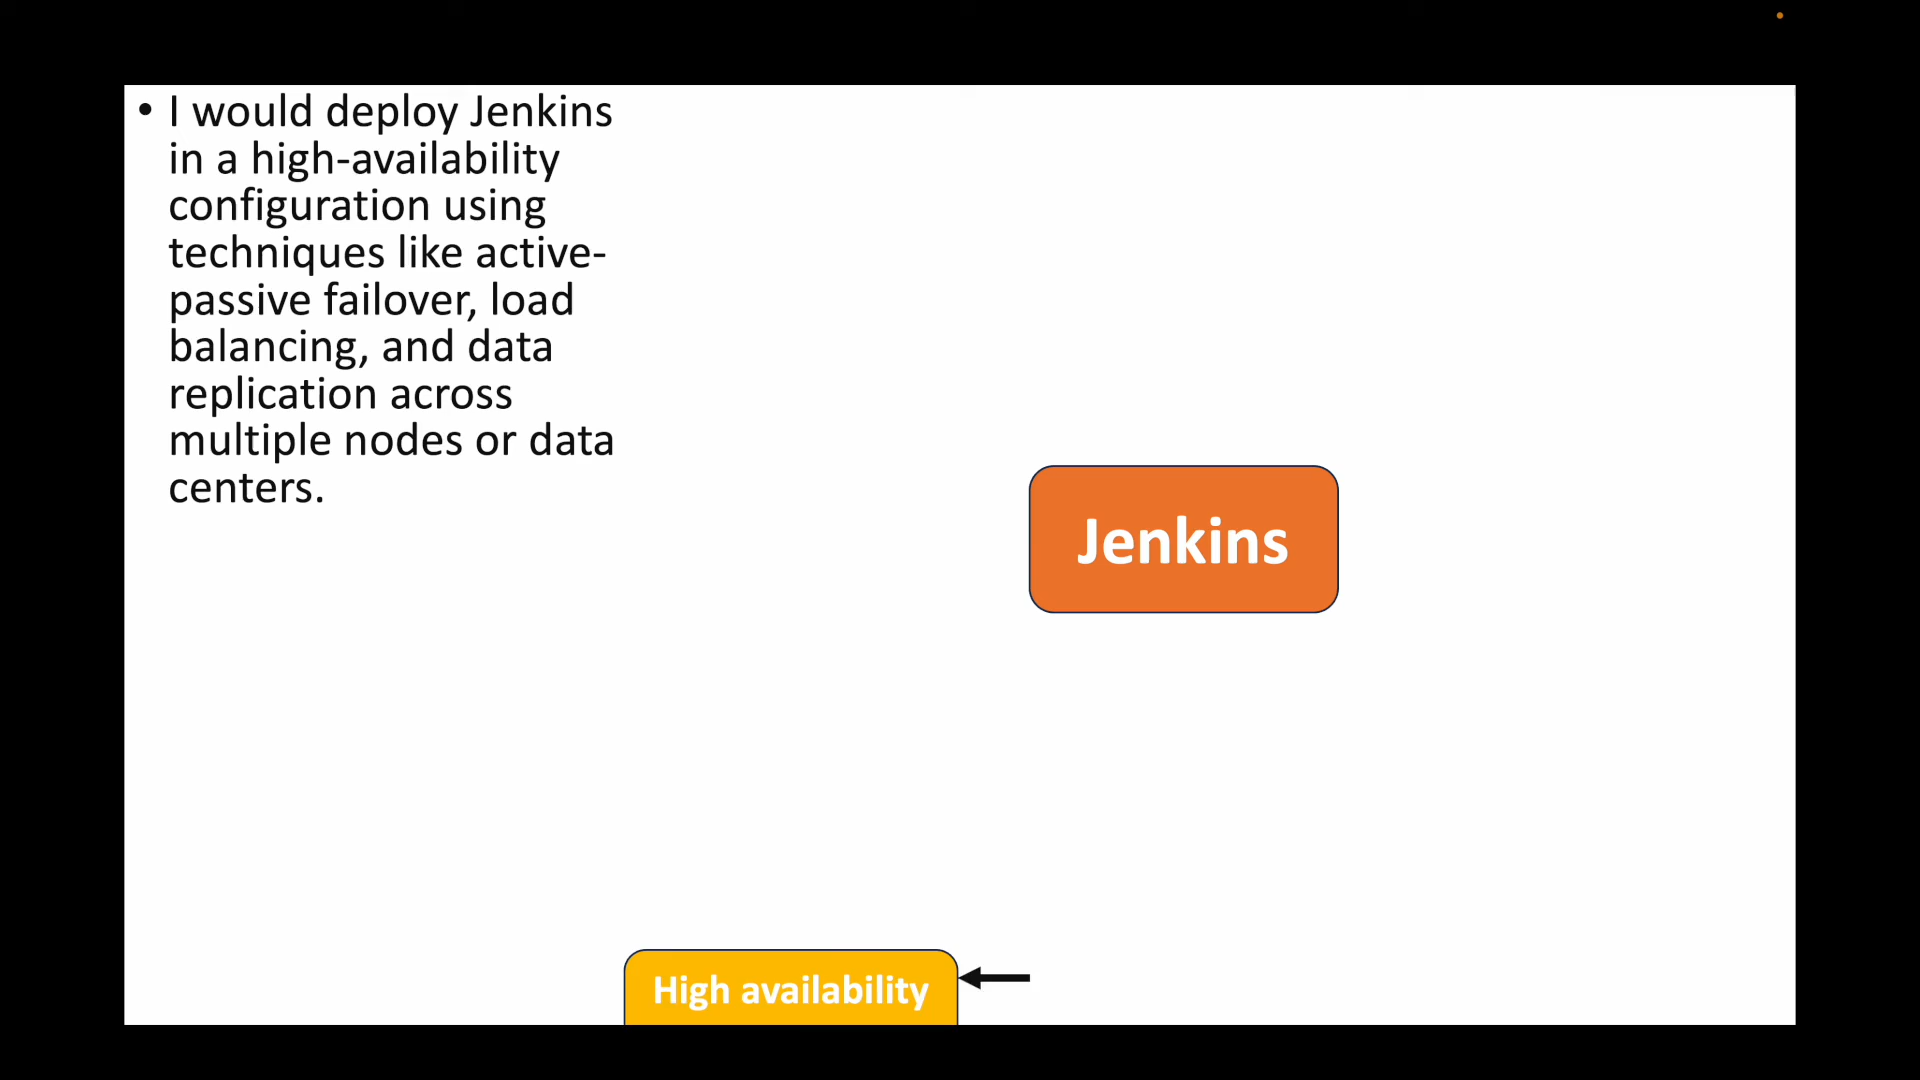 • I would deploy Jenkins
in a high-availability
configuration using
techniques like active-
passive failover, load
balancing, and data
replication across
multiple nodes or data
centers.
Jenkins
High availability